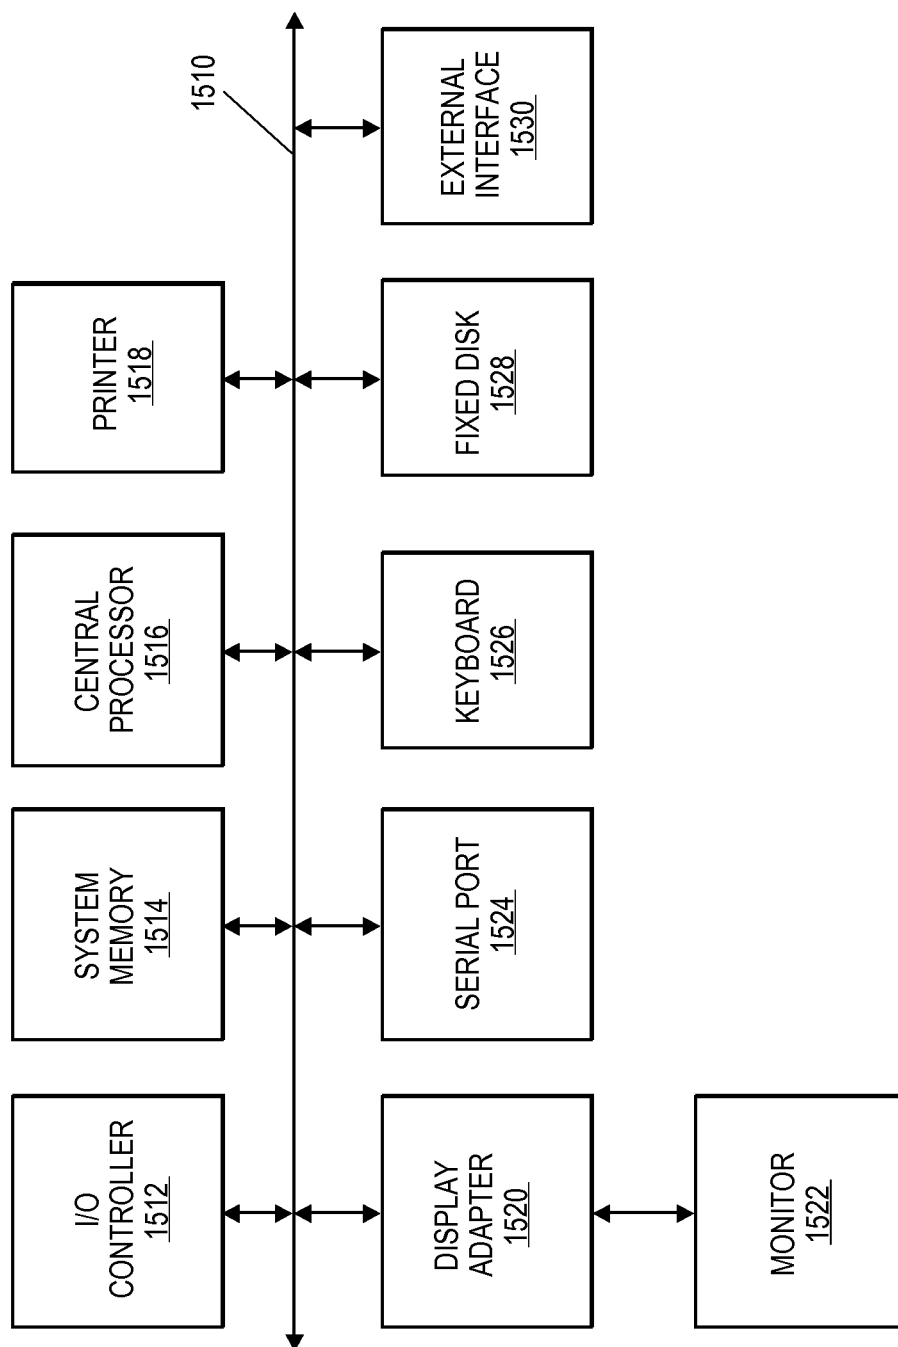 I/O
CONTROLLER
1512
SYSTEM
MEMORY
1514
CENTRAL
PROCESSOR
1516
PRINTER
1518
1510
DISPLAY
ADAPTER
1520
SERIAL PORT
1524
KEYBOARD
1526
FIXED DISK
1528
EXTERNAL
INTERFACE
1530
MONITOR
1522